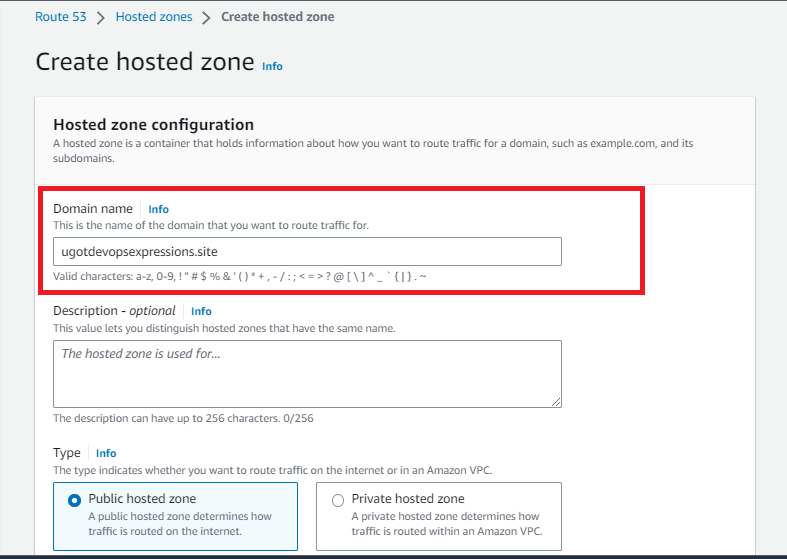 Route 53 > Hosted zones > Create hosted zone
Create hosted zone Info
Hosted zone configuration
A hosted zone is a container that holds information about how you want to route traffic for a domain, such as example.com, and its
subdomains.
Domain name Info
This is the name of the domain that you want to route traffic for.
ugotdevopsexpressions.site
Valid characters: a-z, 0-9, ! " # $ % & ' ( ) * + , - / : ; < = > ? @ [ \ ] ^ _ ` { | } . ~
Description - optional Info
This value lets you distinguish hosted zones that have the same name.
The hosted zone is used for...
The description can have up to 256 characters. 0/256
Type Info
The type indicates whether you want to route traffic on the internet or in an Amazon VPC.
Public hosted zone Private hosted zone
A public hosted zone determines how A private hosted zone determines how
traffic is routed on the internet. traffic is routed within an Amazon VPC.